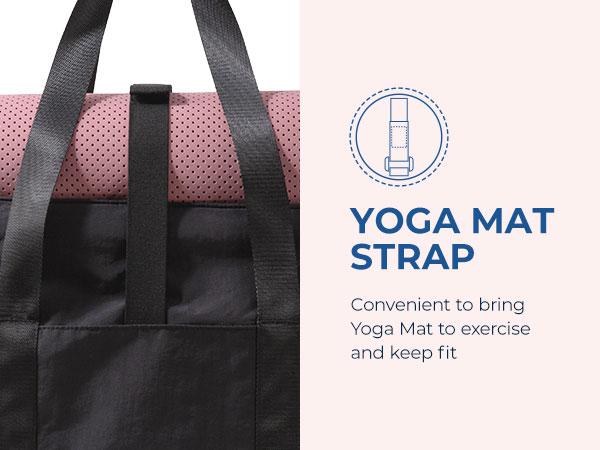 YOGA MAT
STRAP
Convenient to bring
Yoga Mat to exercise
and keep fit